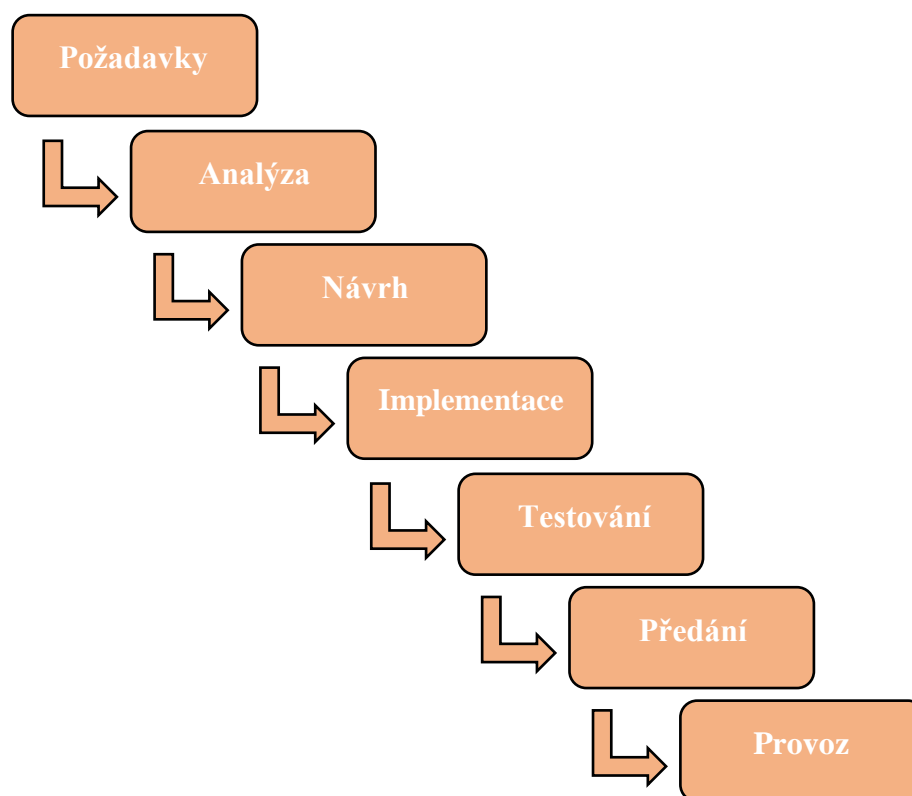 Požadavky
Analýza
Návrh
Implementace
Testování
Předání
Provoz